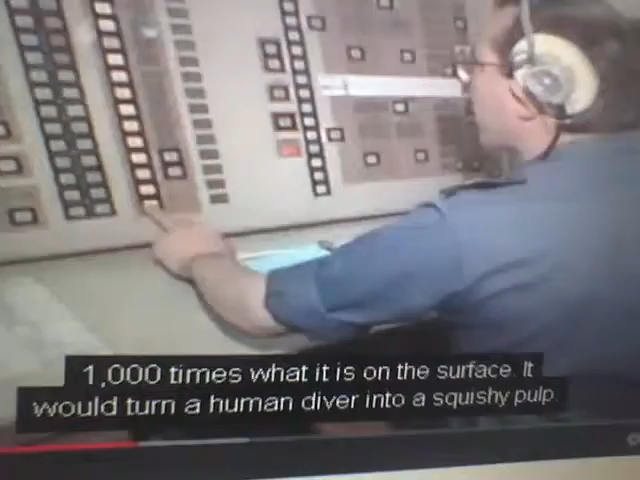 1,000 times what it is on the surface. It
would turn a human diver into a squishy pulp